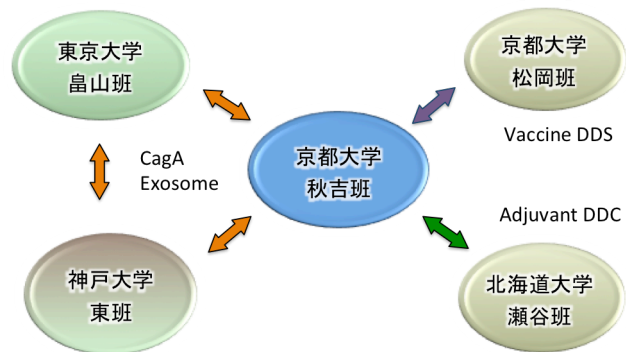 東京大学
畠山班
京都大学
松岡班
Vaccine DDS
CagA
Exosome
京都大学
秋吉班
Adjuvant DDC
神戸大学
東班
北海道大学
瀬谷班